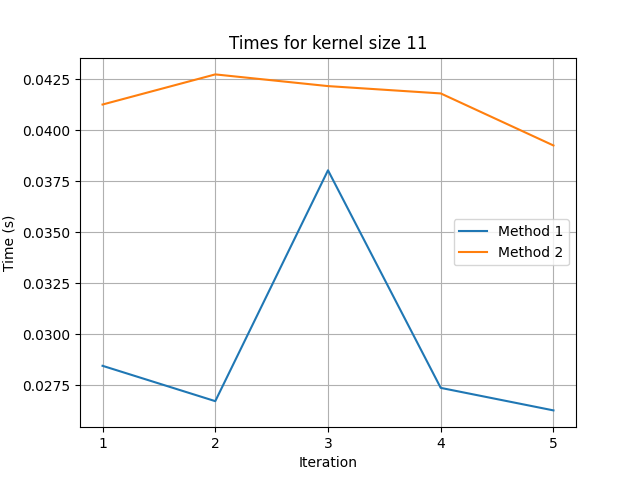 Times for kernel size 11
Time (s)
0.0425
0.0400
0.0375
0.0350
0.0325
0.0300
0.0275
Method 1
Method 2
1 2 3 4 5
Iteration